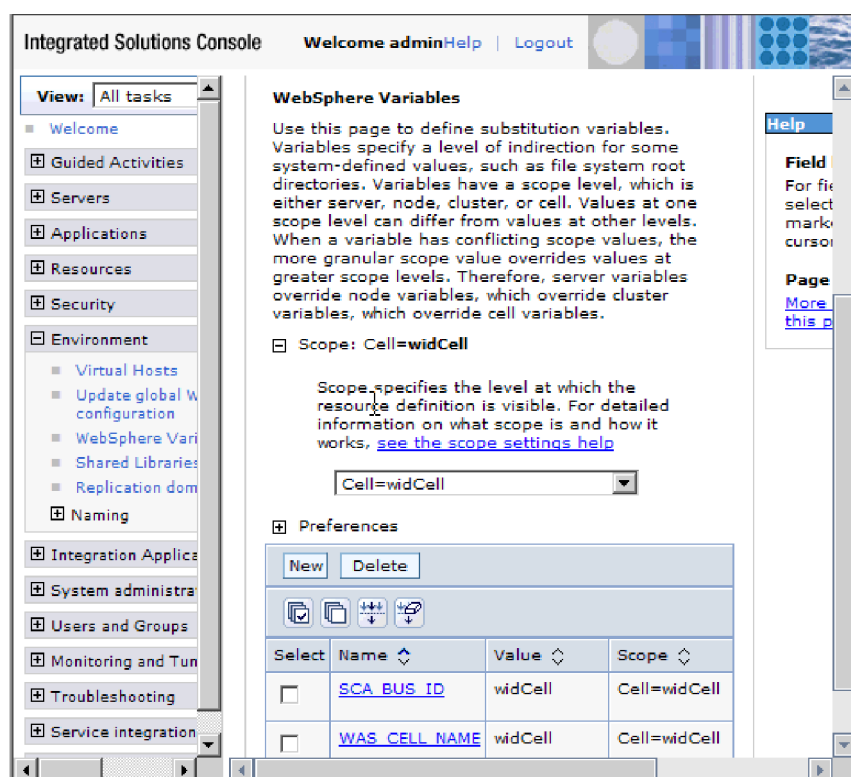 Integrated Solutions Console Welcome adminHelp | Logout
View: All tasks
Welcome
Guided Activities
Servers
Applications
Resources
Security
Environment
Virtual Hosts
Update global W
configuration
WebSphere Vari
Shared Libraries
Replication dom
Naming
Integration Applica
System administra
Users and Groups
Monitoring and Tun
Troubleshooting
Service integration
WebSphere Variables
Use this page to define substitution variables.
Variables specify a level of indirection for some
system-defined values, such as file system root
directories. Variables have a scope level, which is
either server, node, cluster, or cell. Values at one
scope level can differ from values at other levels.
When a variable has conflicting scope values, the
more granular scope value overrides values at
greater scope levels. Therefore, server variables
override node variables, which override cluster
variables, which override cell variables.
Scope: Cell=widCell
Scope specifies the level at which the
resource definition is visible. For detailed
information on what scope is and how it
works, see the scope settings help
Cell=widCell
Preferences
New Delete
Select Name Value Scope
SCA_BUS_ID widCell Cell=widCell
WAS_CELL_NAME widCell Cell=widCell
Help
Field
For fie
select
mark
curso
Page
More
this p